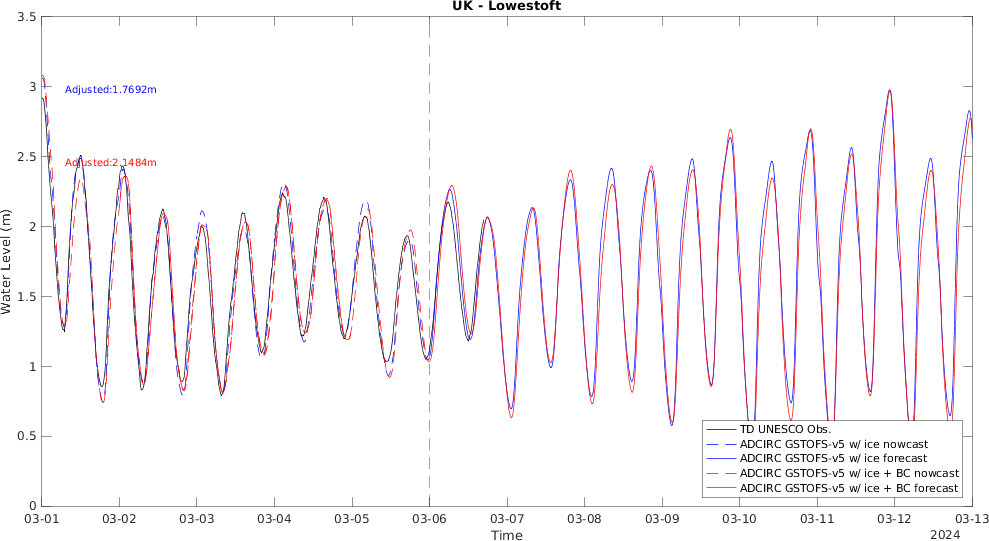 UK - Lowestoft
3.5
3
2.5
2
1.5
1
0.5
0
Water Level (m)
Adjusted:1.7692m
Adjusted:2.1484m
TD UNESCO Obs.
ADCIRC GSTOFS-v5 w/ ice nowcast
ADCIRC GSTOFS-v5 w/ ice forecast
ADCIRC GSTOFS-v5 w/ ice + BC nowcast
ADCIRC GSTOFS-v5 w/ ice + BC forecast
03-01 03-02 03-03 03-04 03-05 03-06 03-07 03-08 03-09 03-10 03-11 03-12 03-13
Time
2024